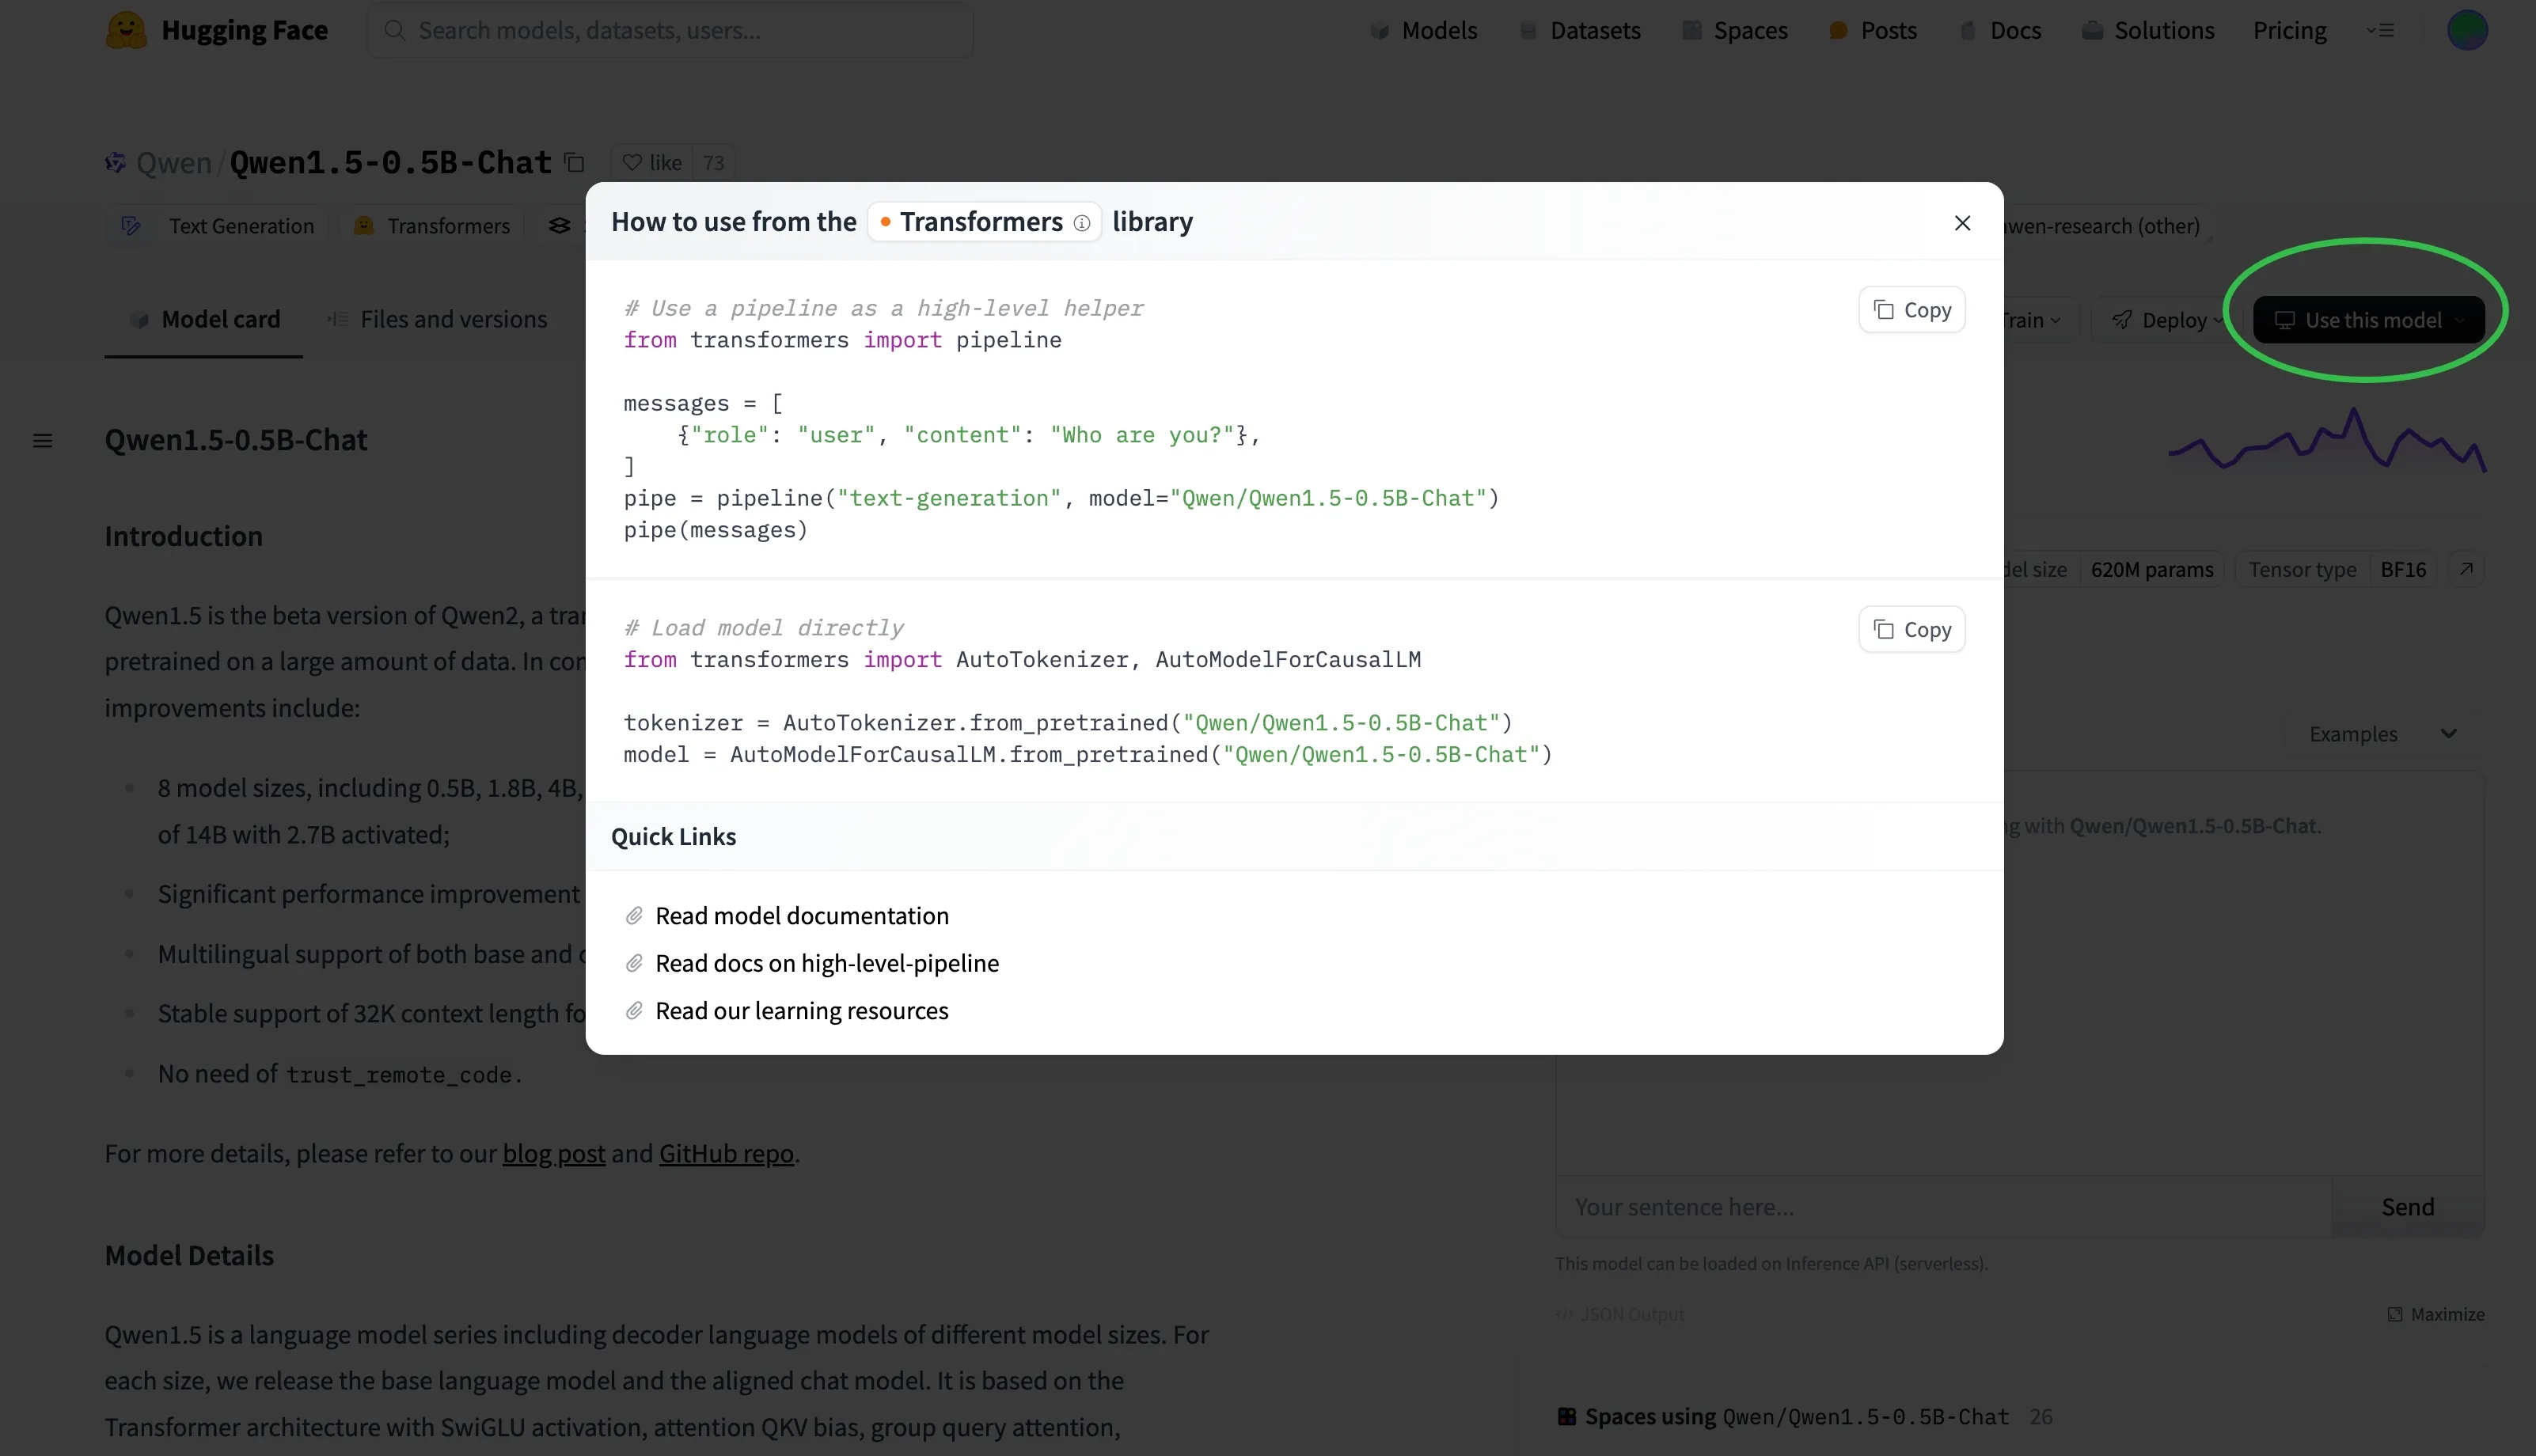 Hugging Face
Search models, datasets, users...
Models
Datasets
Spaces
Posts
Docs
Solutions
Pricing
Qwen/Qwen1.5-0.5B-Chat
like 73
Text Generation
Transformers
(other)
Model card
Files and versions
Deploy
Use this model
How to use from the Transformers library
# Use a pipeline as a high-level helper
from transformers import pipeline
messages = [
    {"role": "user", "content": "Who are you?"},
]
pipe = pipeline("text-generation", model="Qwen/Qwen1.5-0.5B-Chat")
pipe(messages)
Copy
# Load model directly
from transformers import AutoTokenizer, AutoModelForCausalLM
tokenizer = AutoTokenizer.from_pretrained("Qwen/Qwen1.5-0.5B-Chat")
model = AutoModelForCausalLM.from_pretrained("Qwen/Qwen1.5-0.5B-Chat")
Copy
Quick Links
Read model documentation
Read docs on high-level-pipeline
Read our learning resources
Qwen1.5-0.5B-Chat
Introduction
Qwen1.5 is the beta version of Qwen2, a
pretrained on a large amount of data. In
improvements include:
8 model sizes, including 0.5B, 1.8B, 4B,
of 14B with 2.7B activated;
Significant performance improvement
Multilingual support of both base and
Stable support of 32K context length
No need of trust_remote_code.
For more details, please refer to our blog post and GitHub repo.
Model Details
Qwen1.5 is a language model series including decoder language models of different model sizes. For
each size, we release the base language model and the aligned chat model. It is based on the
Transformer architecture with SwiGLU activation, attention QKV bias, group query attention,
size 620M params
Tensor type BF16
Examples
with Qwen/Qwen1.5-0.5B-Chat.
Your sentence here...
Send
This model can be loaded on Inference API (serverless).
JSON Output
Maximize
Spaces using Qwen/Qwen1.5-0.5B-Chat 26